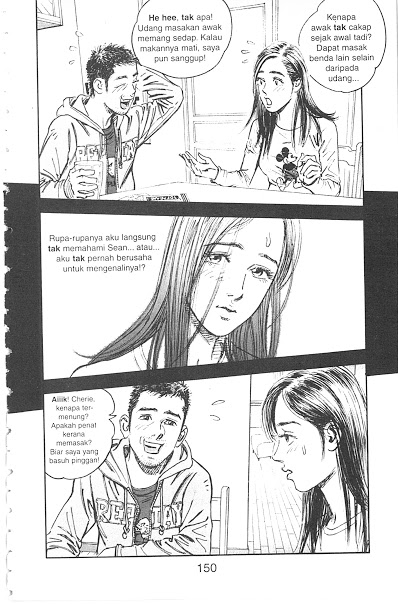 He hee, tak apa!
Udang masakan awak
memang sedap. Kalau
makannya mati, saya
pun sanggup!
Kenapa
awak tak cakap
sejak awal tadi?
Dapat masak
benda lain selain
daripada
udang...
Rupa-rupanya aku langsung
tak memahami Sean... atau...
aku tak pernah berusaha
untuk mengenalinya!?
Aiiik! Cherie,
kenapa ter-
menung?
Apakah penat
kerana
memasak?
Biar saya yang
basuh pinggan!
150